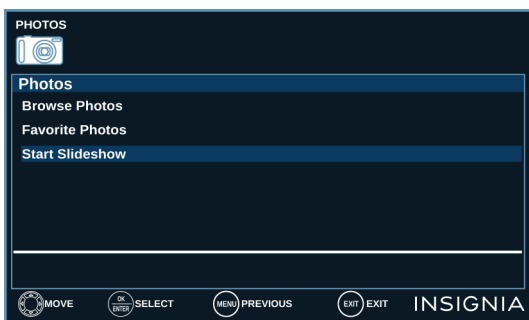 PHOTOS
Photos
Browse Photos
Favorite Photos
Start Slideshow
MOVE OK ENTER SELECT MENU PREVIOUS EXIT EXIT INSIGNIA